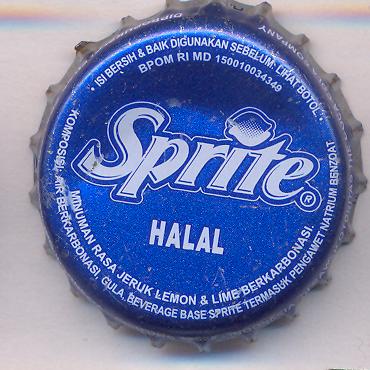 ISI BERSIH & BAIK DIGUNAKAN SEBELUM: LIHAT BOTOL.
BPOM RI MD 150010034349
Sprite®
HALAL
MINUMAN RASA JERUK LEMON & LIME BERKARBONASI.
KOMPOSISI: AIR BERKARBONASI, GULA, BEVERAGE BASE SPRITE TERMASUK PENGAWET NATRIUM BENZOAT
COMPANY